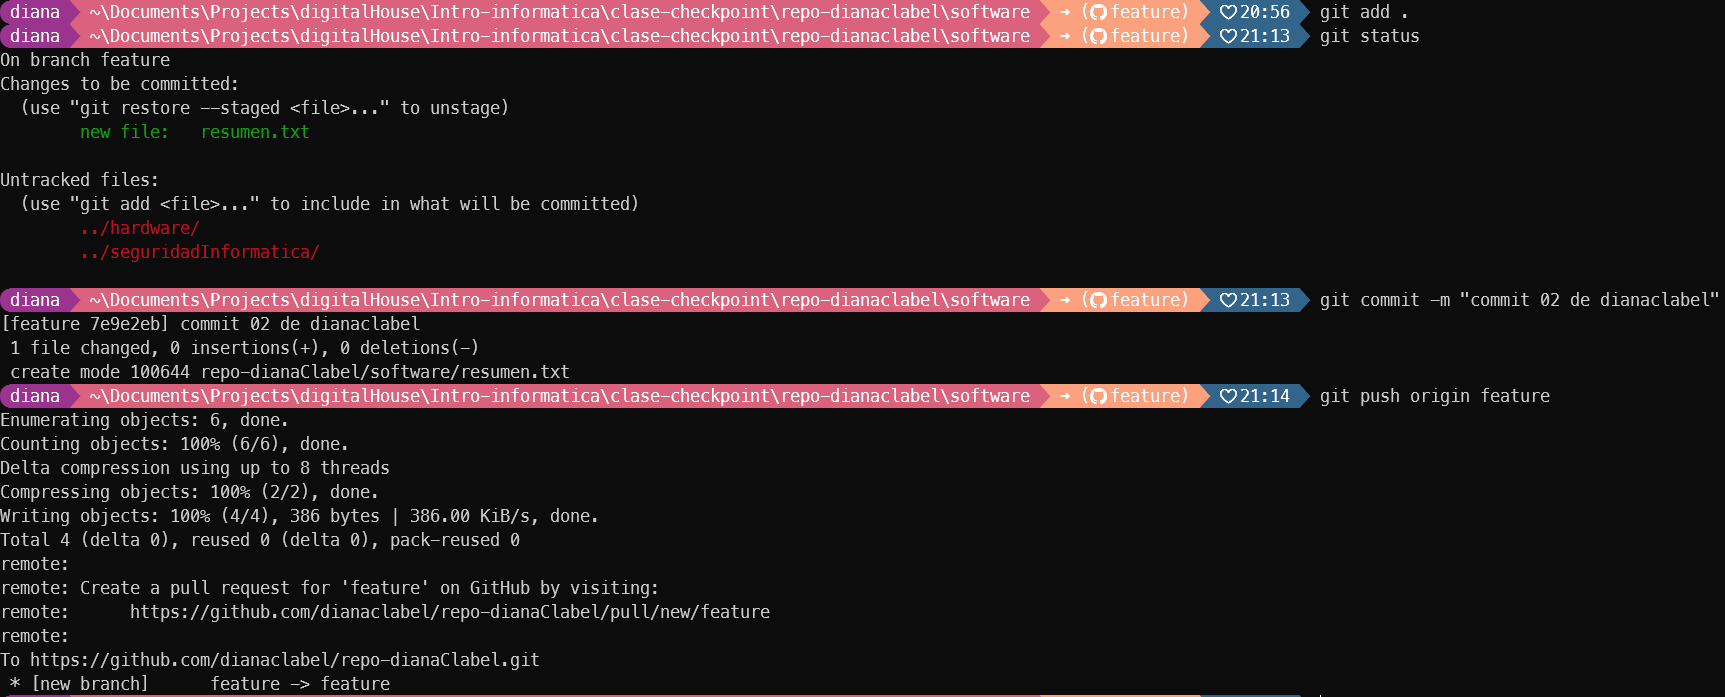 diana ~\Documents\Projects\digitalHouse\Intro-informatica\clase-checkpoint\repo-dianaclabel\software → (feature) ♡20:56 git add .
diana ~\Documents\Projects\digitalHouse\Intro-informatica\clase-checkpoint\repo-dianaclabel\software → (feature) ♡21:13 git status
On branch feature
Changes to be committed:
  (use "git restore --staged <file>..." to unstage)
        new file:   resumen.txt
Untracked files:
  (use "git add <file>..." to include in what will be committed)
        ../hardware/
        ../seguridadInformatica/
diana ~\Documents\Projects\digitalHouse\Intro-informatica\clase-checkpoint\repo-dianaclabel\software → (feature) ♡21:13 git commit -m "commit 02 de dianaclabel"
[feature 7e9e2eb] commit 02 de dianaclabel
 1 file changed, 0 insertions(+), 0 deletions(-)
 create mode 100644 repo-dianaClabel/software/resumen.txt
diana ~\Documents\Projects\digitalHouse\Intro-informatica\clase-checkpoint\repo-dianaclabel\software → (feature) ♡21:14 git push origin feature
Enumerating objects: 6, done.
Counting objects: 100% (6/6), done.
Delta compression using up to 8 threads
Compressing objects: 100% (2/2), done.
Writing objects: 100% (4/4), 386 bytes | 386.00 KiB/s, done.
Total 4 (delta 0), reused 0 (delta 0), pack-reused 0
remote:
remote: Create a pull request for 'feature' on GitHub by visiting:
remote:      https://github.com/dianaclabel/repo-dianaClabel/pull/new/feature
remote:
To https://github.com/dianaclabel/repo-dianaClabel.git
 * [new branch]      feature -> feature